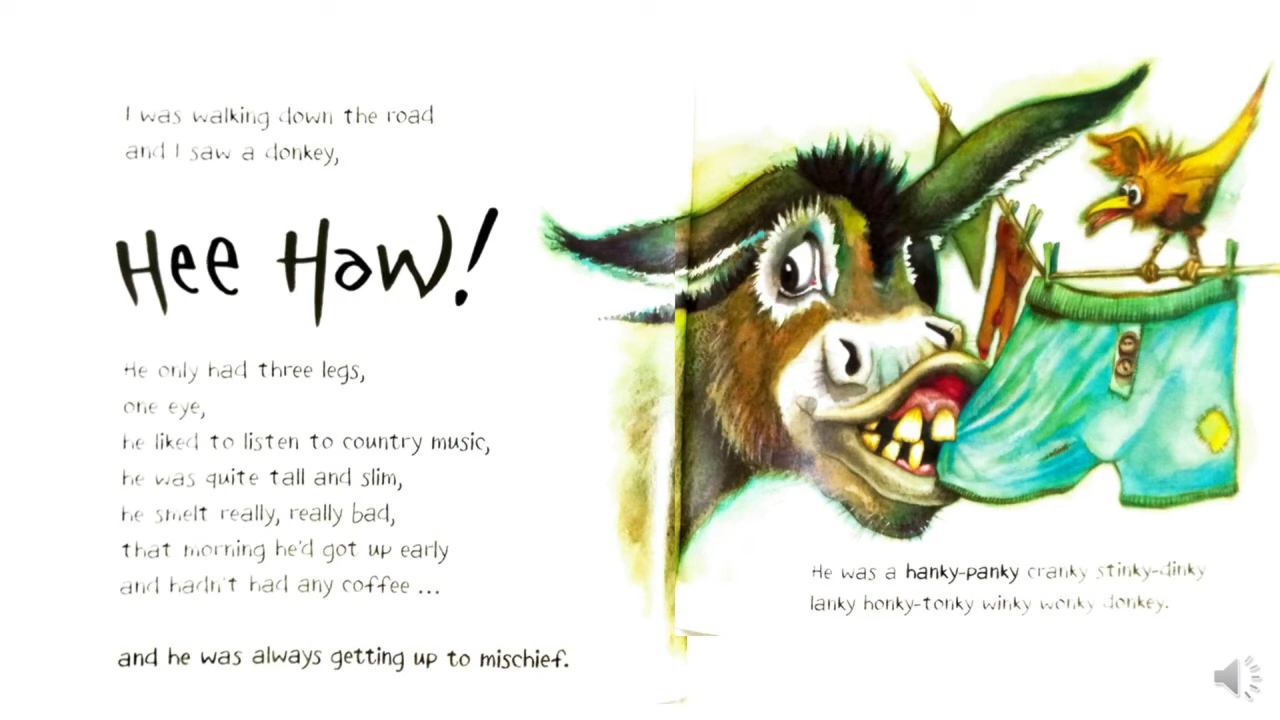 I was walking down the road
and I saw a donkey,
Hee Haw!
He only had three legs,
one eye,
he liked to listen to country music,
he was quite tall and slim,
he smelt really, really bad,
that morning he'd got up early
and hadn't had any coffee ...
and he was always getting up to mischief.
He was a hanky-panky cranky stinky-dinky
lanky honky-tonky winky wonky donkey.